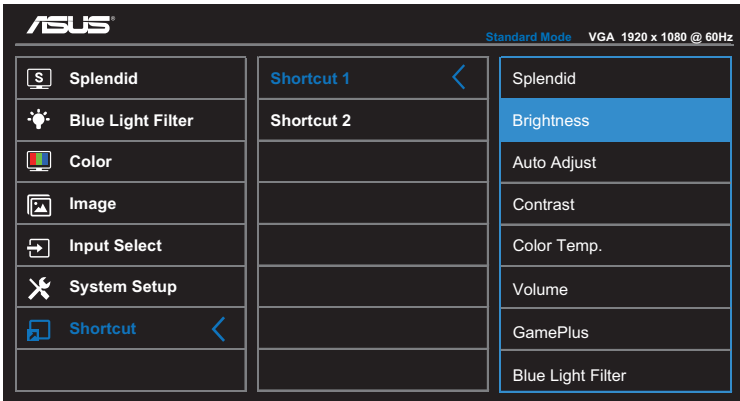 ASUS
Standard Mode VGA 1920 x 1080 @ 60Hz
S Splendid
Blue Light Filter
Color
Image
Input Select
System Setup
Shortcut
Shortcut 1
Shortcut 2
Splendid
Brightness
Auto Adjust
Contrast
Color Temp.
Volume
GamePlus
Blue Light Filter